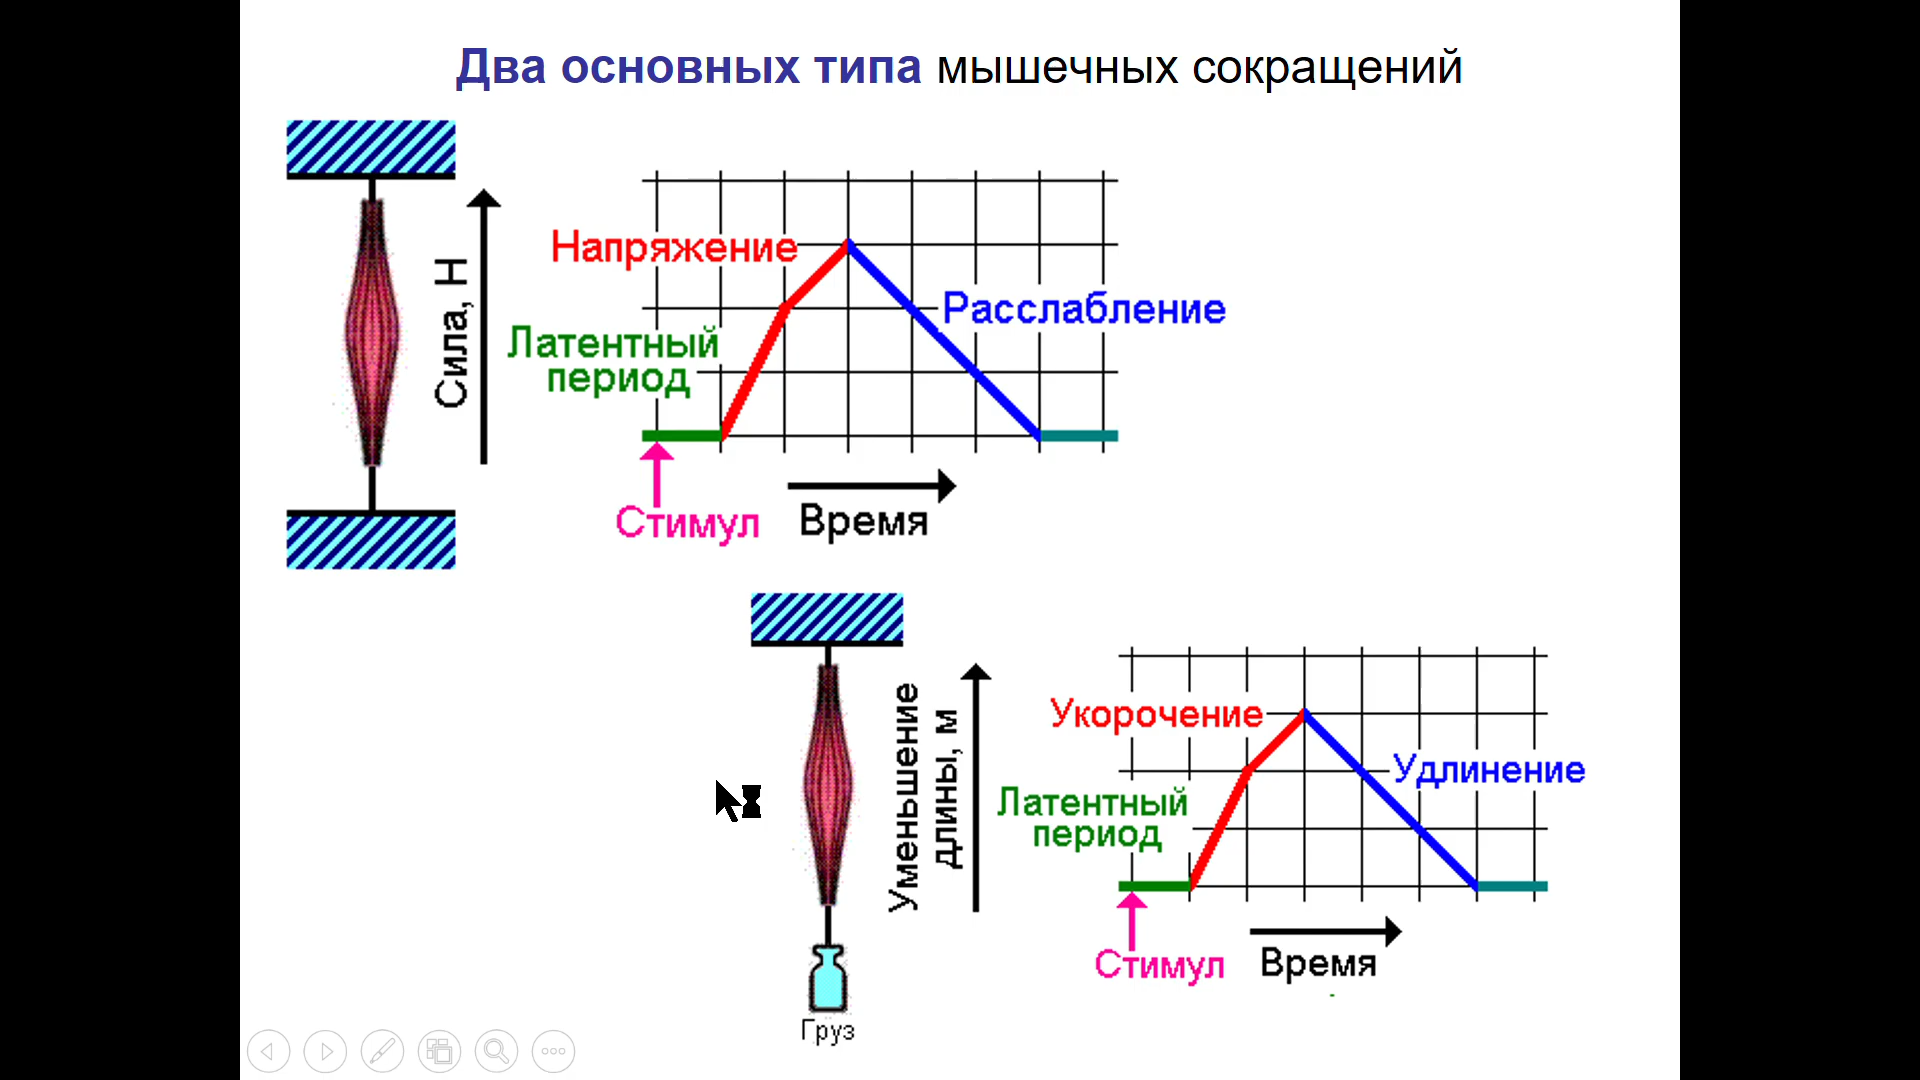 Два основных типа мышечных сокращений
Сила, Н
Напряжение
Расслабление
Латентный
период
Стимул
Время
Уменьшение
длины, м
Укорочение
Удлинение
Латентный
период
Стимул
Время
Груз